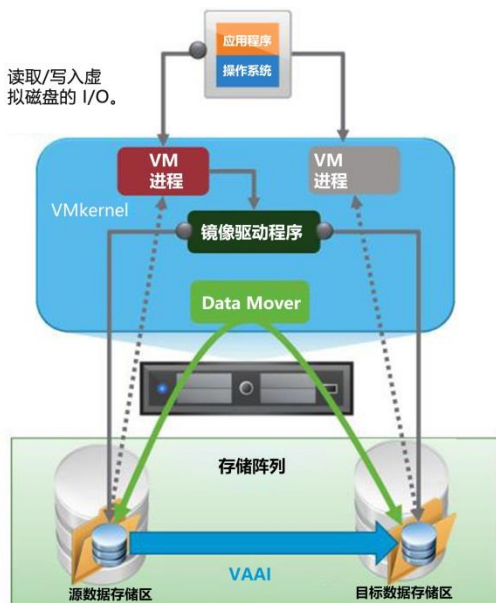 应用程序
操作系统
读取/写入虚
拟磁盘的 I/O。
VM
进程
VM
进程
VMkernel
镜像驱动程序
Data Mover
存储阵列
VAAI
源数据存储区
目标数据存储区